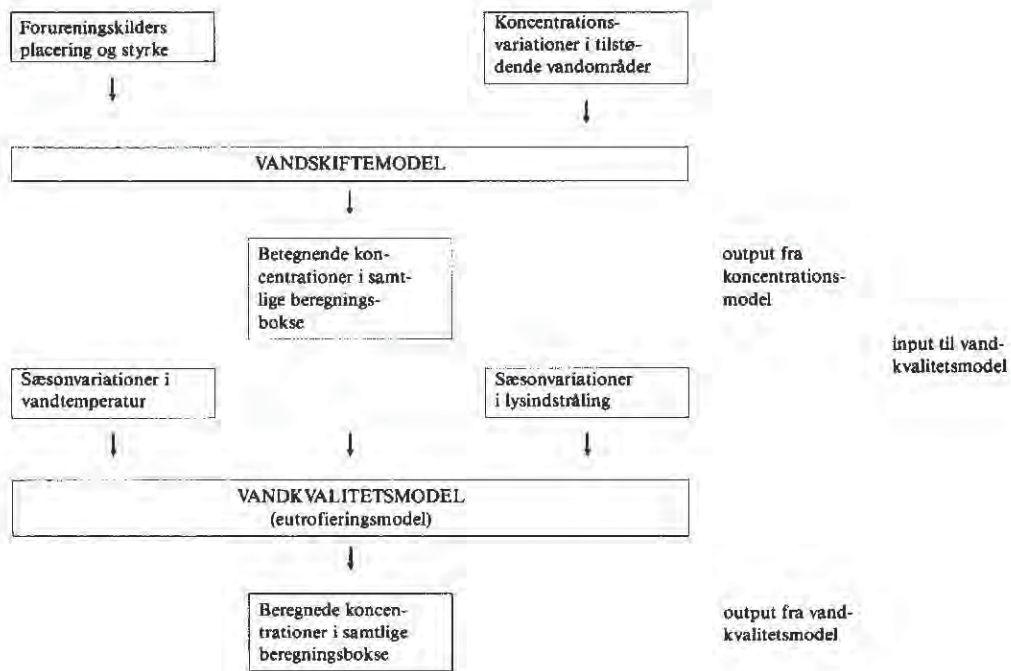 Forureningskilders
placering og styrke
Koncentrations-
variationer i tilstø-
dende vandområder
VANDSKIFTEMODEL
Betegnende kon-
centrationer i samt-
lige beregnings-
bokse
output fra
koncentrations-
model
input til vand-
kvalitetsmodel
Sæsonvariationer i
vandtemperatur
Sæsonvariationer
i lysindstråling
VANDKVALITETSMODEL
(eutrofieringsmodel)
Beregnede koncen-
trationer i samtlige
beregningsbokse
output fra vand-
kvalitetsmodel